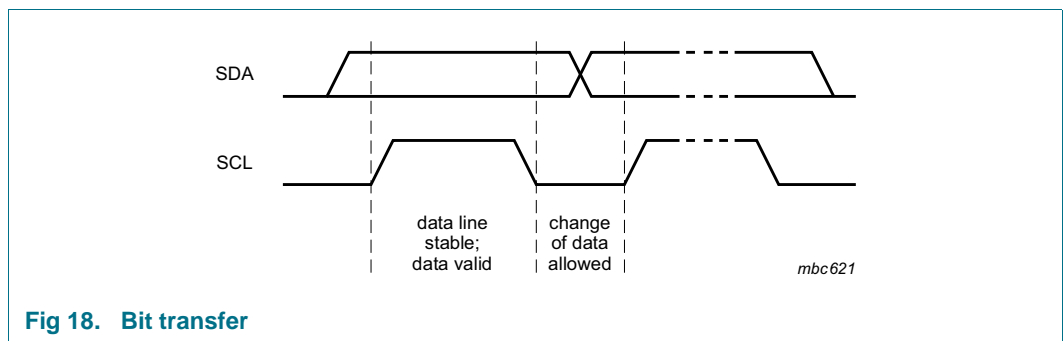 SDA
SCL
data line
stable;
data valid
change
of data
allowed
mbc621
Fig 18. Bit transfer